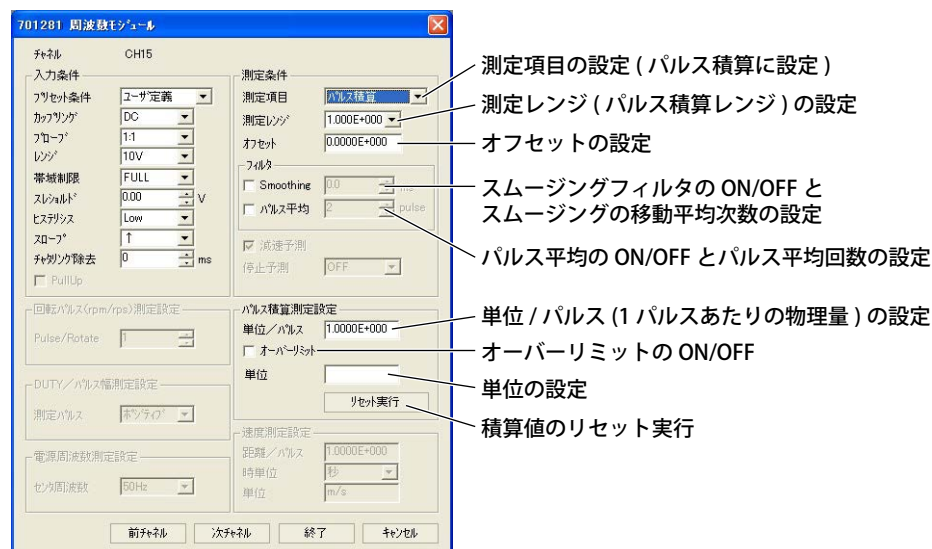 701281 周波数モジュール
チャネル CH15
入力条件
プリセット条件 ユーザ定義
カップリング DC
プローブ 1:1
レンジ 10V
帯域制限 FULL
スレショルド 0.00 V
ヒステリシス Low
スロープ ↑
チャタリング除去 0 ms
PullUp
回転パルス(rpm/rps)測定設定
Pulse/Rotate 1
DUTY/パルス幅測定設定
測定パルス ポジティブ
電源周波数測定設定
センタ周波数 50Hz
測定条件
測定項目 パルス積算
測定レンジ 1.000E+000
オフセット 0.0000E+000
フィルタ
Smoothing 0.0 ms
パルス平均 2 pulse
減速予測
停止予測 OFF
パルス積算測定設定
単位/パルス 1.0000E+000
オーバーリミット
単位
リセット実行
速度測定設定
距離/パルス 1.0000E+000
時単位 秒
単位 m/s
前チャネル 次チャネル 終了 キャンセル
測定項目の設定 ( パルス積算に設定 )
測定レンジ ( パルス積算レンジ ) の設定
オフセットの設定
スムージングフィルタの ON/OFF と
スムージングの移動平均次数の設定
パルス平均の ON/OFF とパルス平均回数の設定
単位 / パルス (1 パルスあたりの物理量 ) の設定
オーバーリミットの ON/OFF
単位の設定
積算値のリセット実行